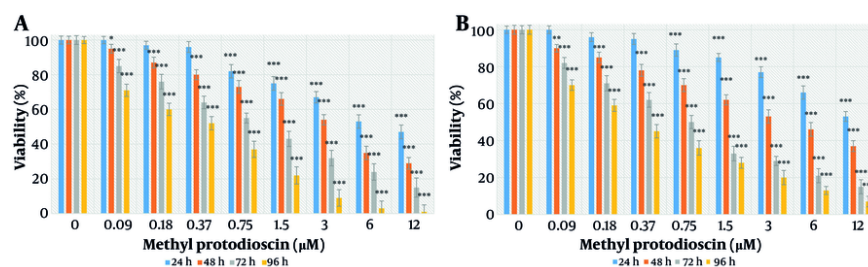 A
Viability (%)
100
80
60
40
20
0
* *** *** *** *** *** *** *** *** *** *** *** *** *** *** *** *** *** *** *** *** *** *** *** *** *** ***
0 0.09 0.18 0.37 0.75 1.5 3 6 12
Methyl protodioscin (μM)
24 h 48 h 72 h 96 h
B
Viability (%)
100
80
60
40
20
0
** *** *** *** *** *** *** *** *** *** *** *** *** *** *** *** *** *** *** *** *** *** *** *** *** *** ***
0 0.09 0.18 0.37 0.75 1.5 3 6 12
Methyl protodioscin (μM)
24 h 48 h 72 h 96 h